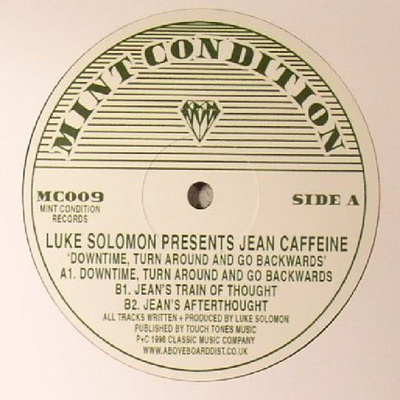 MINT CONDITION
MC009
MINT CONDITION
RECORDS
SIDE A
LUKE SOLOMON PRESENTS JEAN CAFFEINE
'DOWNTIME, TURN AROUND AND GO BACKWARDS'
A1. DOWNTIME, TURN AROUND AND GO BACKWARDS
B1. JEAN'S TRAIN OF THOUGHT
B2. JEAN'S AFTERTHOUGHT
ALL TRACKS WRITTEN + PRODUCED BY LUKE SOLOMON
PUBLISHED BY TOUCH TONES MUSIC
P+C 1996 CLASSIC MUSIC COMPANY
WWW.ABOVEBOARDDIST.CO.UK